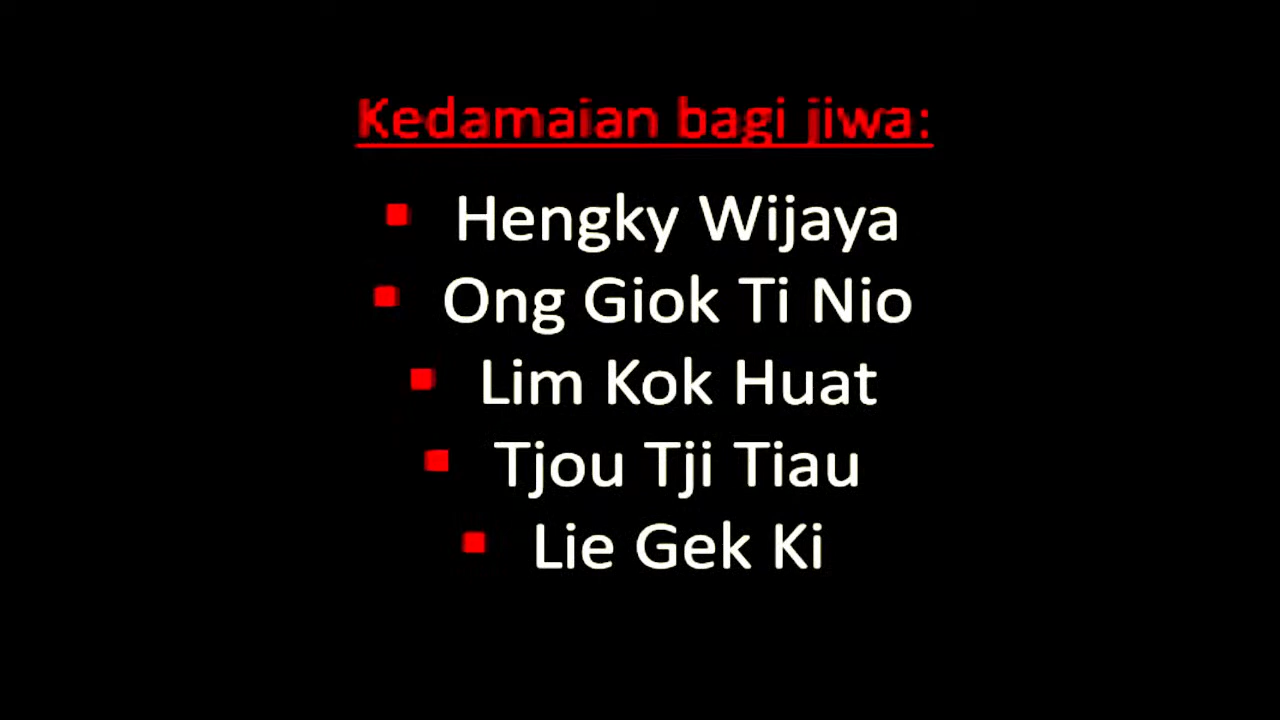 Kedamaian bagi jiwa:
▪ Hengky Wijaya
▪ Ong Giok Ti Nio
▪ Lim Kok Huat
▪ Tjou Tji Tiau
▪ Lie Gek Ki